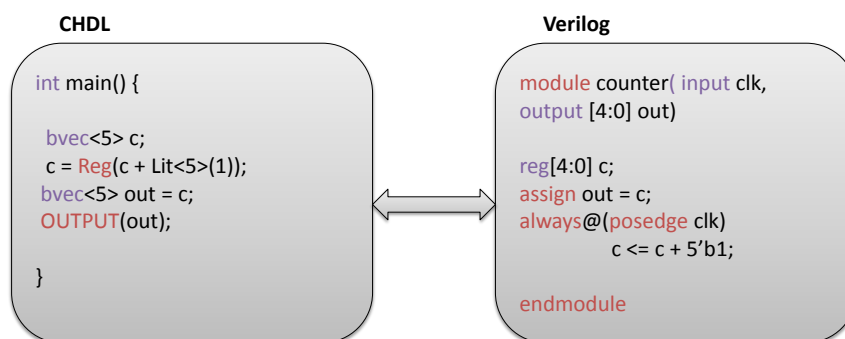 CHDL
int main() {
bvec<5> c;
c = Reg(c + Lit<5>(1));
bvec<5> out = c;
OUTPUT(out);
}
Verilog
module counter( input clk,
output [4:0] out)
reg[4:0] c;
assign out = c;
always@(posedge clk)
c <= c + 5’b1;
endmodule